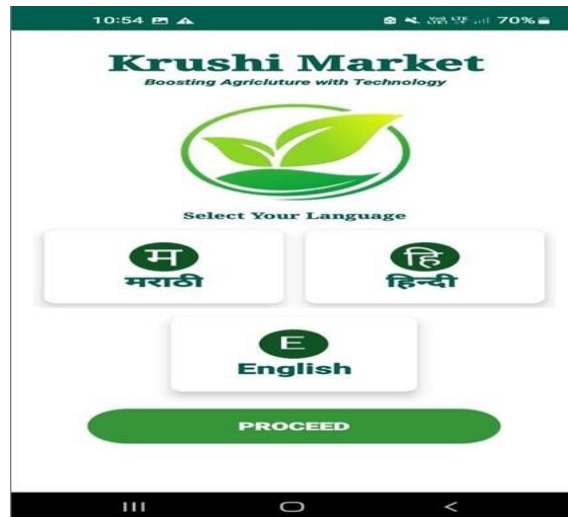 10:54 70%
Krushi Market
Boosting Agricluture with Technology
Select Your Language
म हि
मराठी हिन्दी
E
English
PROCEED